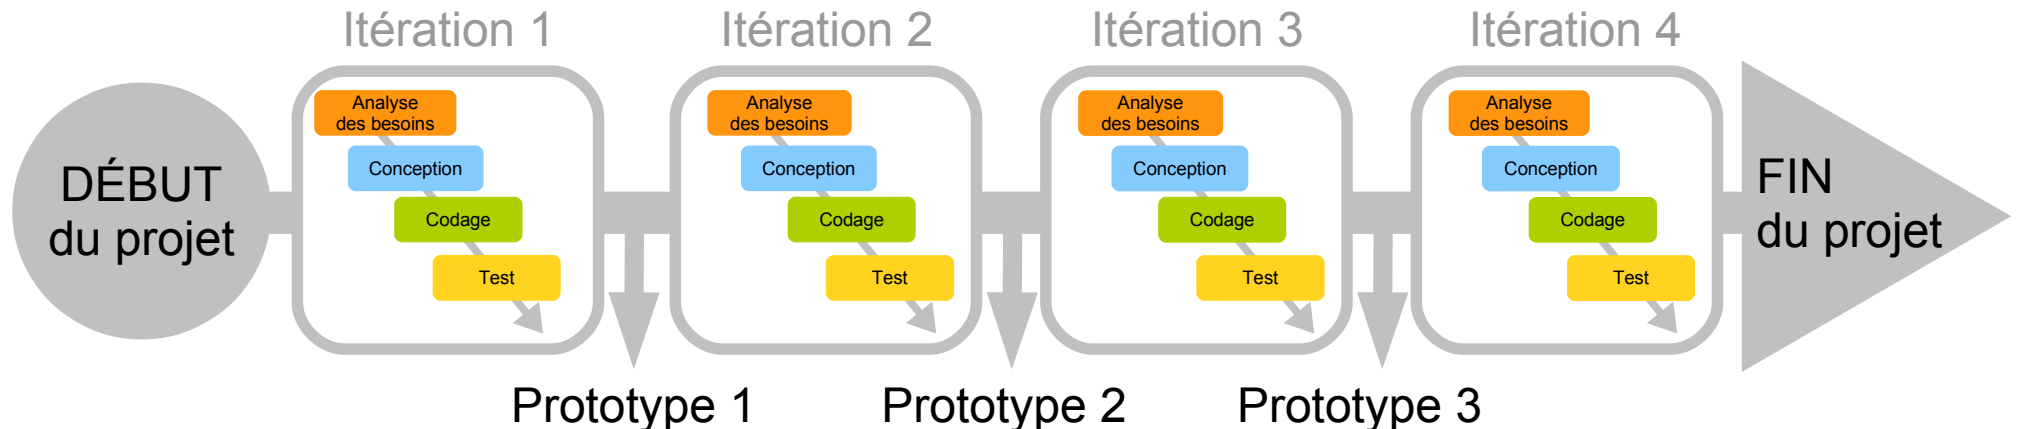 Itération 1
Itération 2
Itération 3
Itération 4
DÉBUT
du projet
Analyse
des besoins
Conception
Codage
Test
Analyse
des besoins
Conception
Codage
Test
Analyse
des besoins
Conception
Codage
Test
Analyse
des besoins
Conception
Codage
Test
FIN
du projet
Prototype 1
Prototype 2
Prototype 3